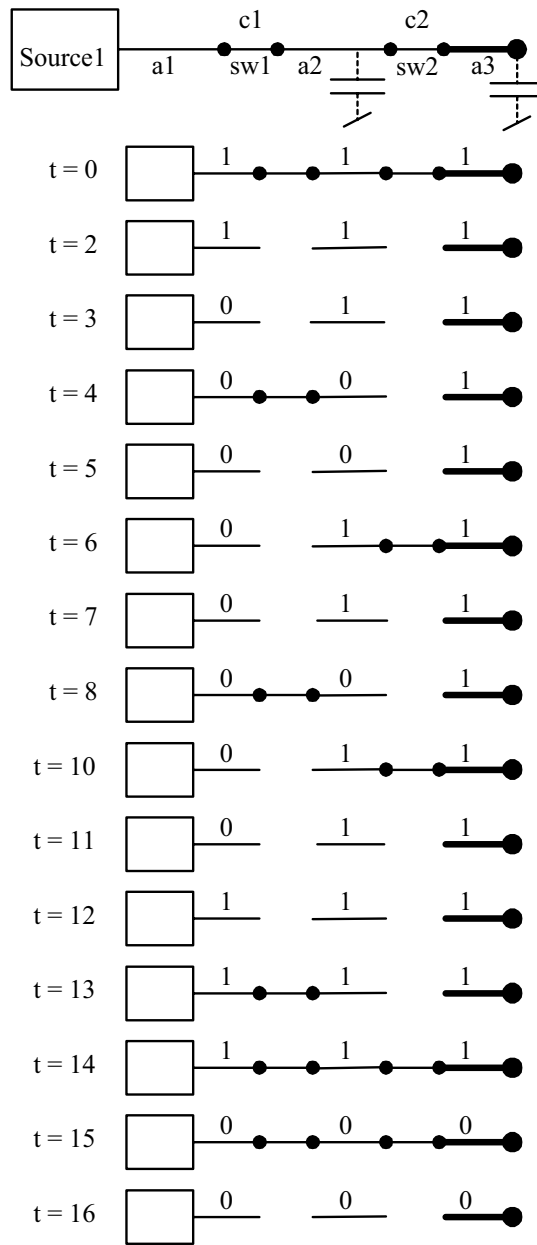 c1 c2
Source1
a1 sw1 a2 sw2 a3
t = 0 1 1 1
t = 2 1 1 1
t = 3 0 1 1
t = 4 0 0 1
t = 5 0 0 1
t = 6 0 1 1
t = 7 0 1 1
t = 8 0 0 1
t = 10 0 1 1
t = 11 0 1 1
t = 12 1 1 1
t = 13 1 1 1
t = 14 1 1 1
t = 15 0 0 0
t = 16 0 0 0